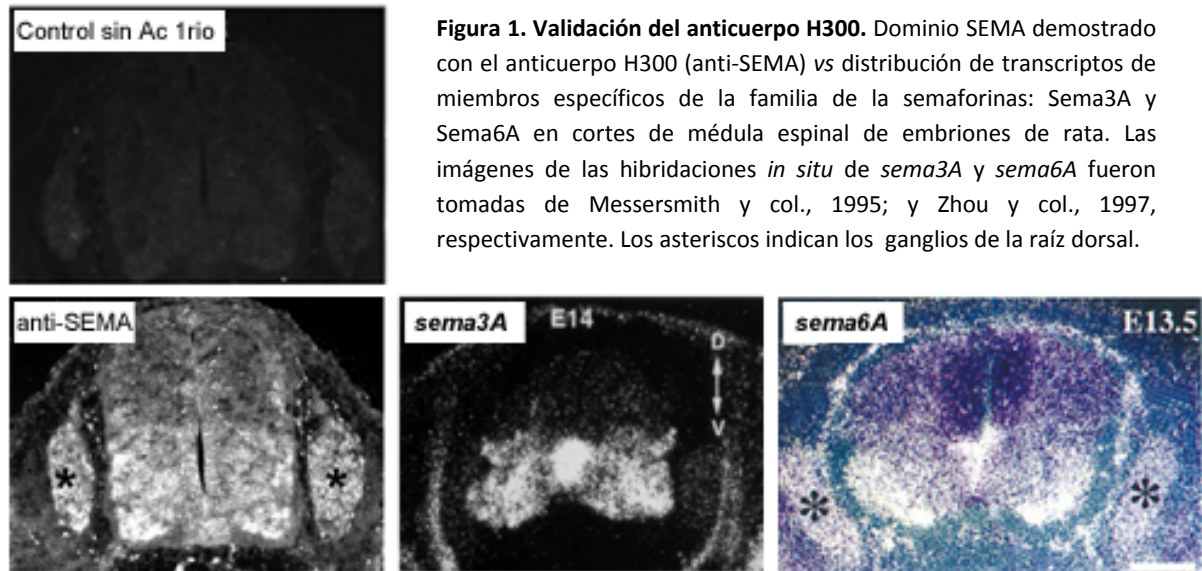 Control sin Ac 1rio
Figura 1. Validación del anticuerpo H300. Dominio SEMA demostrado
con el anticuerpo H300 (anti-SEMA) vs distribución de transcriptos de
miembros específicos de la familia de la semaforinas: Sema3A y
Sema6A en cortes de médula espinal de embriones de rata. Las
imágenes de las hibridaciones in situ de sema3A y sema6A fueron
tomadas de Messersmith y col., 1995; y Zhou y col., 1997,
respectivamente. Los asteriscos indican los ganglios de la raíz dorsal.
anti-SEMA
*
*
sema3A
E14
D
V
sema6A
E13.5
*
*